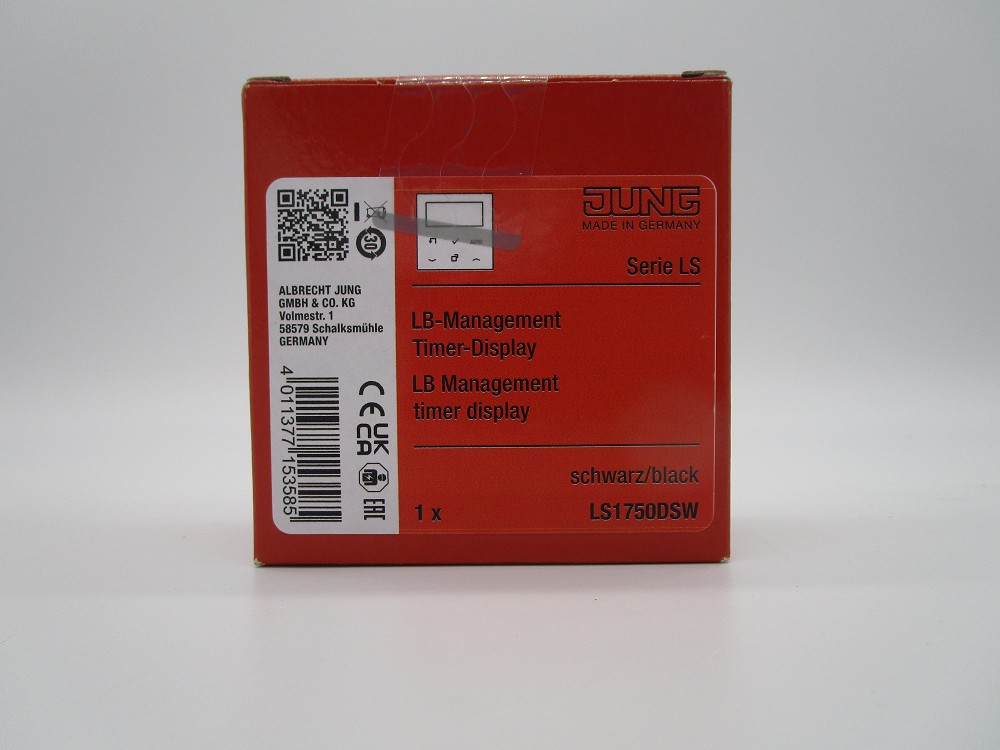 JUNG
MADE IN GERMANY
Serie LS
30
ALBRECHT JUNG
GMBH & CO. KG
Volmestr. 1
58579 Schalksmühle
GERMANY
LB-Management
Timer-Display
LB Management
timer display
4 011377 153585
CE
UK
CA
EAC
schwarz/black
1 x
LS1750DSW